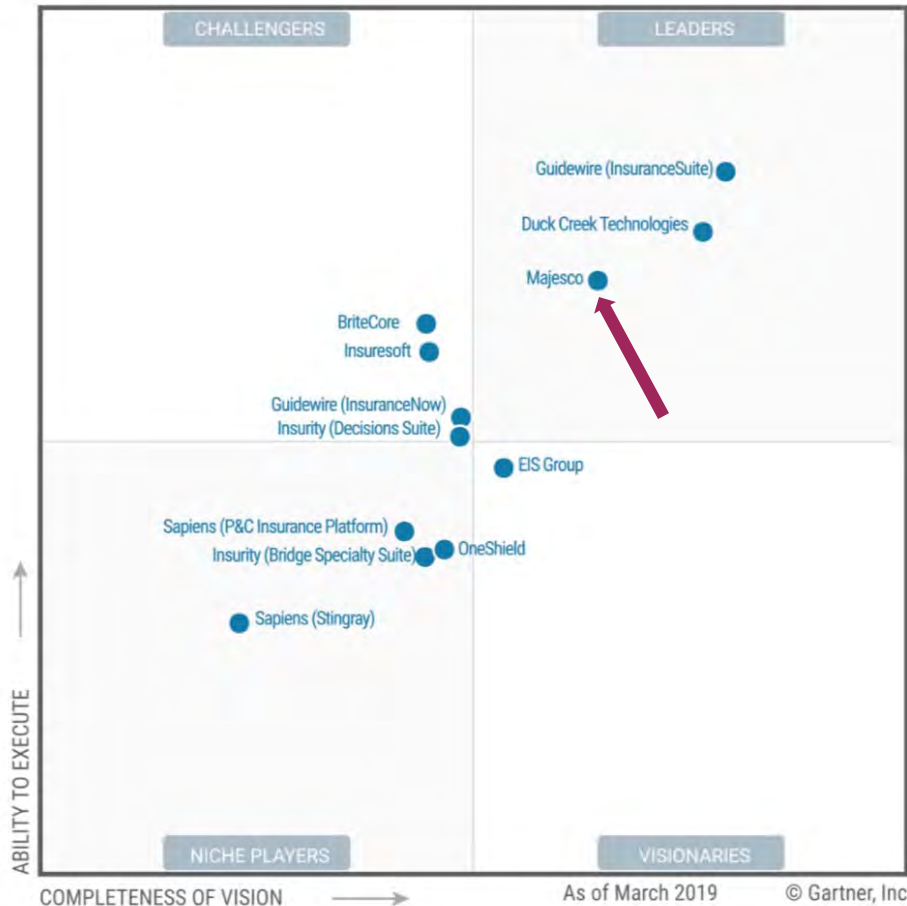 CHALLENGERS
LEADERS
Guidewire (InsuranceSuite)
Duck Creek Technologies
Majesco
BriteCore
Insuresoft
Guidewire (InsuranceNow)
Insurity (Decisions Suite)
EIS Group
Sapiens (P&C Insurance Platform)
Insurity (Bridge Specialty Suite)
OneShield
Sapiens (Stingray)
ABILITY TO EXECUTE
NICHE PLAYERS
VISIONARIES
COMPLETENESS OF VISION
As of March 2019
© Gartner, Inc